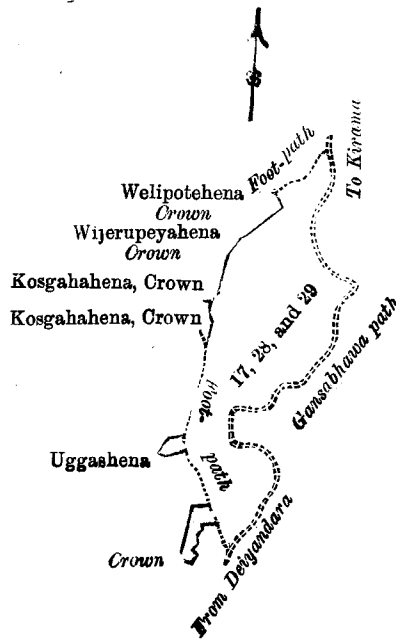 Foot-path
To Kirama
Welipotehena
Crown
Wijerupeyahena
Crown
Kosgahahena, Crown
Kosgahahena, Crown
17, 28, and 29
Gansabhawa path
Foot-
path
Uggashena
Crown
From Deiyandara